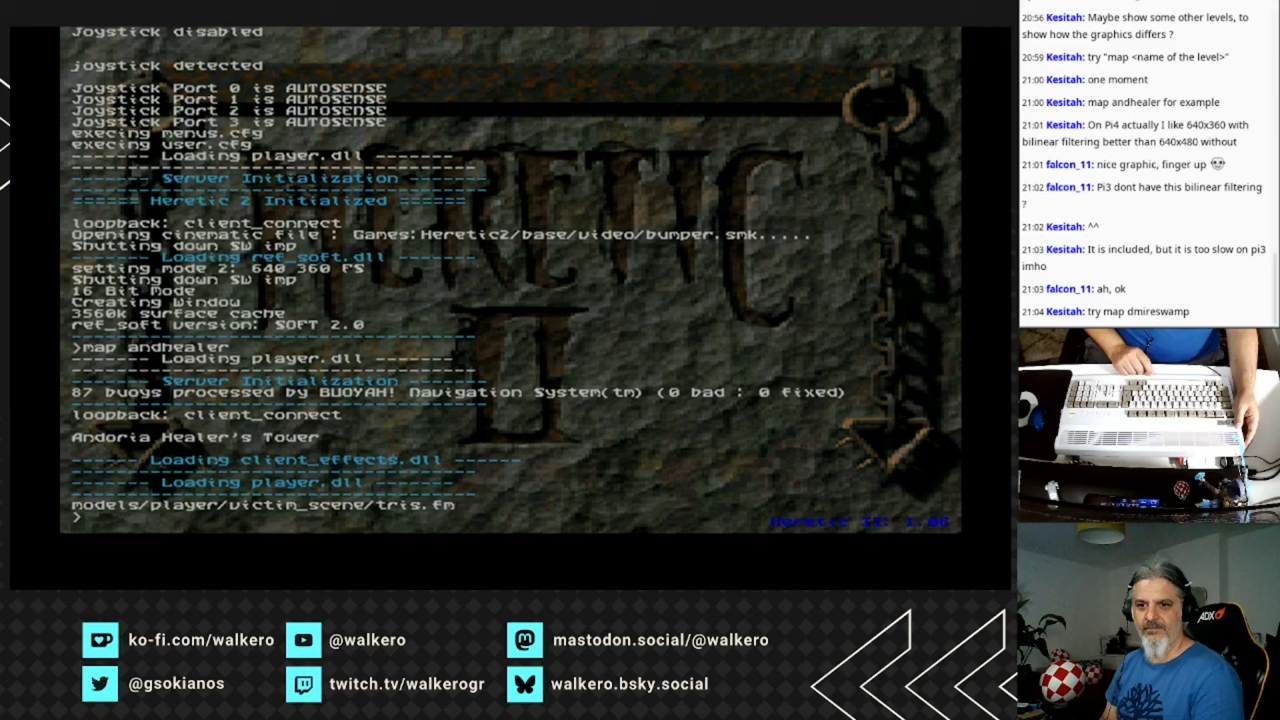 Joystick disabled
joystick detected
Joystick Port 0 is AUTOSENSE
Joystick Port 1 is AUTOSENSE
Joystick Port 2 is AUTOSENSE
Joystick Port 3 is AUTOSENSE
execing menus.cfg
execing user.cfg
------- Loading player.dll -------
------- Server Initialization -------
====== Heretic 2 Initialized ======
loopback: client_connect
Opening cinematic file : Games:Heretic2/base/video/bumper.smk.....
Shutting down SW imp
------- Loading ref_soft.dll -------
setting mode 2: 640 360 FS
Shutting down SW imp
16 Bit Mode
Creating Window
3560k surface cache
ref_soft version: SOFT 2.0
>map andhealer
------- Loading player.dll -------
------- Server Initialization -------
87 buoys processed by BUOYAH! Navigation System(tm) (0 bad : 0 fixed)
loopback: client_connect
Andoria Healer's Tower
------- Loading client_effects.dll ------
------- Loading player.dll -------
models/player/victim_scene/tris.fm
>
Heretic II: 1.06
HERETIC
II
20:56 Kesitah: Maybe show some other levels, to
show how the graphics differs ?
20:59 Kesitah: try "map <name of the level>"
21:00 Kesitah: one moment
21:00 Kesitah: map andhealer for example
21:01 Kesitah: On Pi4 actually I like 640x360 with
bilinear filtering better than 640x480 without
21:01 falcon_11: nice graphic, finger up
21:02 falcon_11: Pi3 dont have this bilinear filtering
?
21:02 Kesitah: ^^
21:03 Kesitah: It is included, but it is too slow on pi3
imho
21:03 falcon_11: ah, ok
21:04 Kesitah: try map dmireswamp
ADX
ko-fi.com/walkero
@walkero
mastodon.social/@walkero
@gsokianos
twitch.tv/walkerogr
walkero.bsky.social